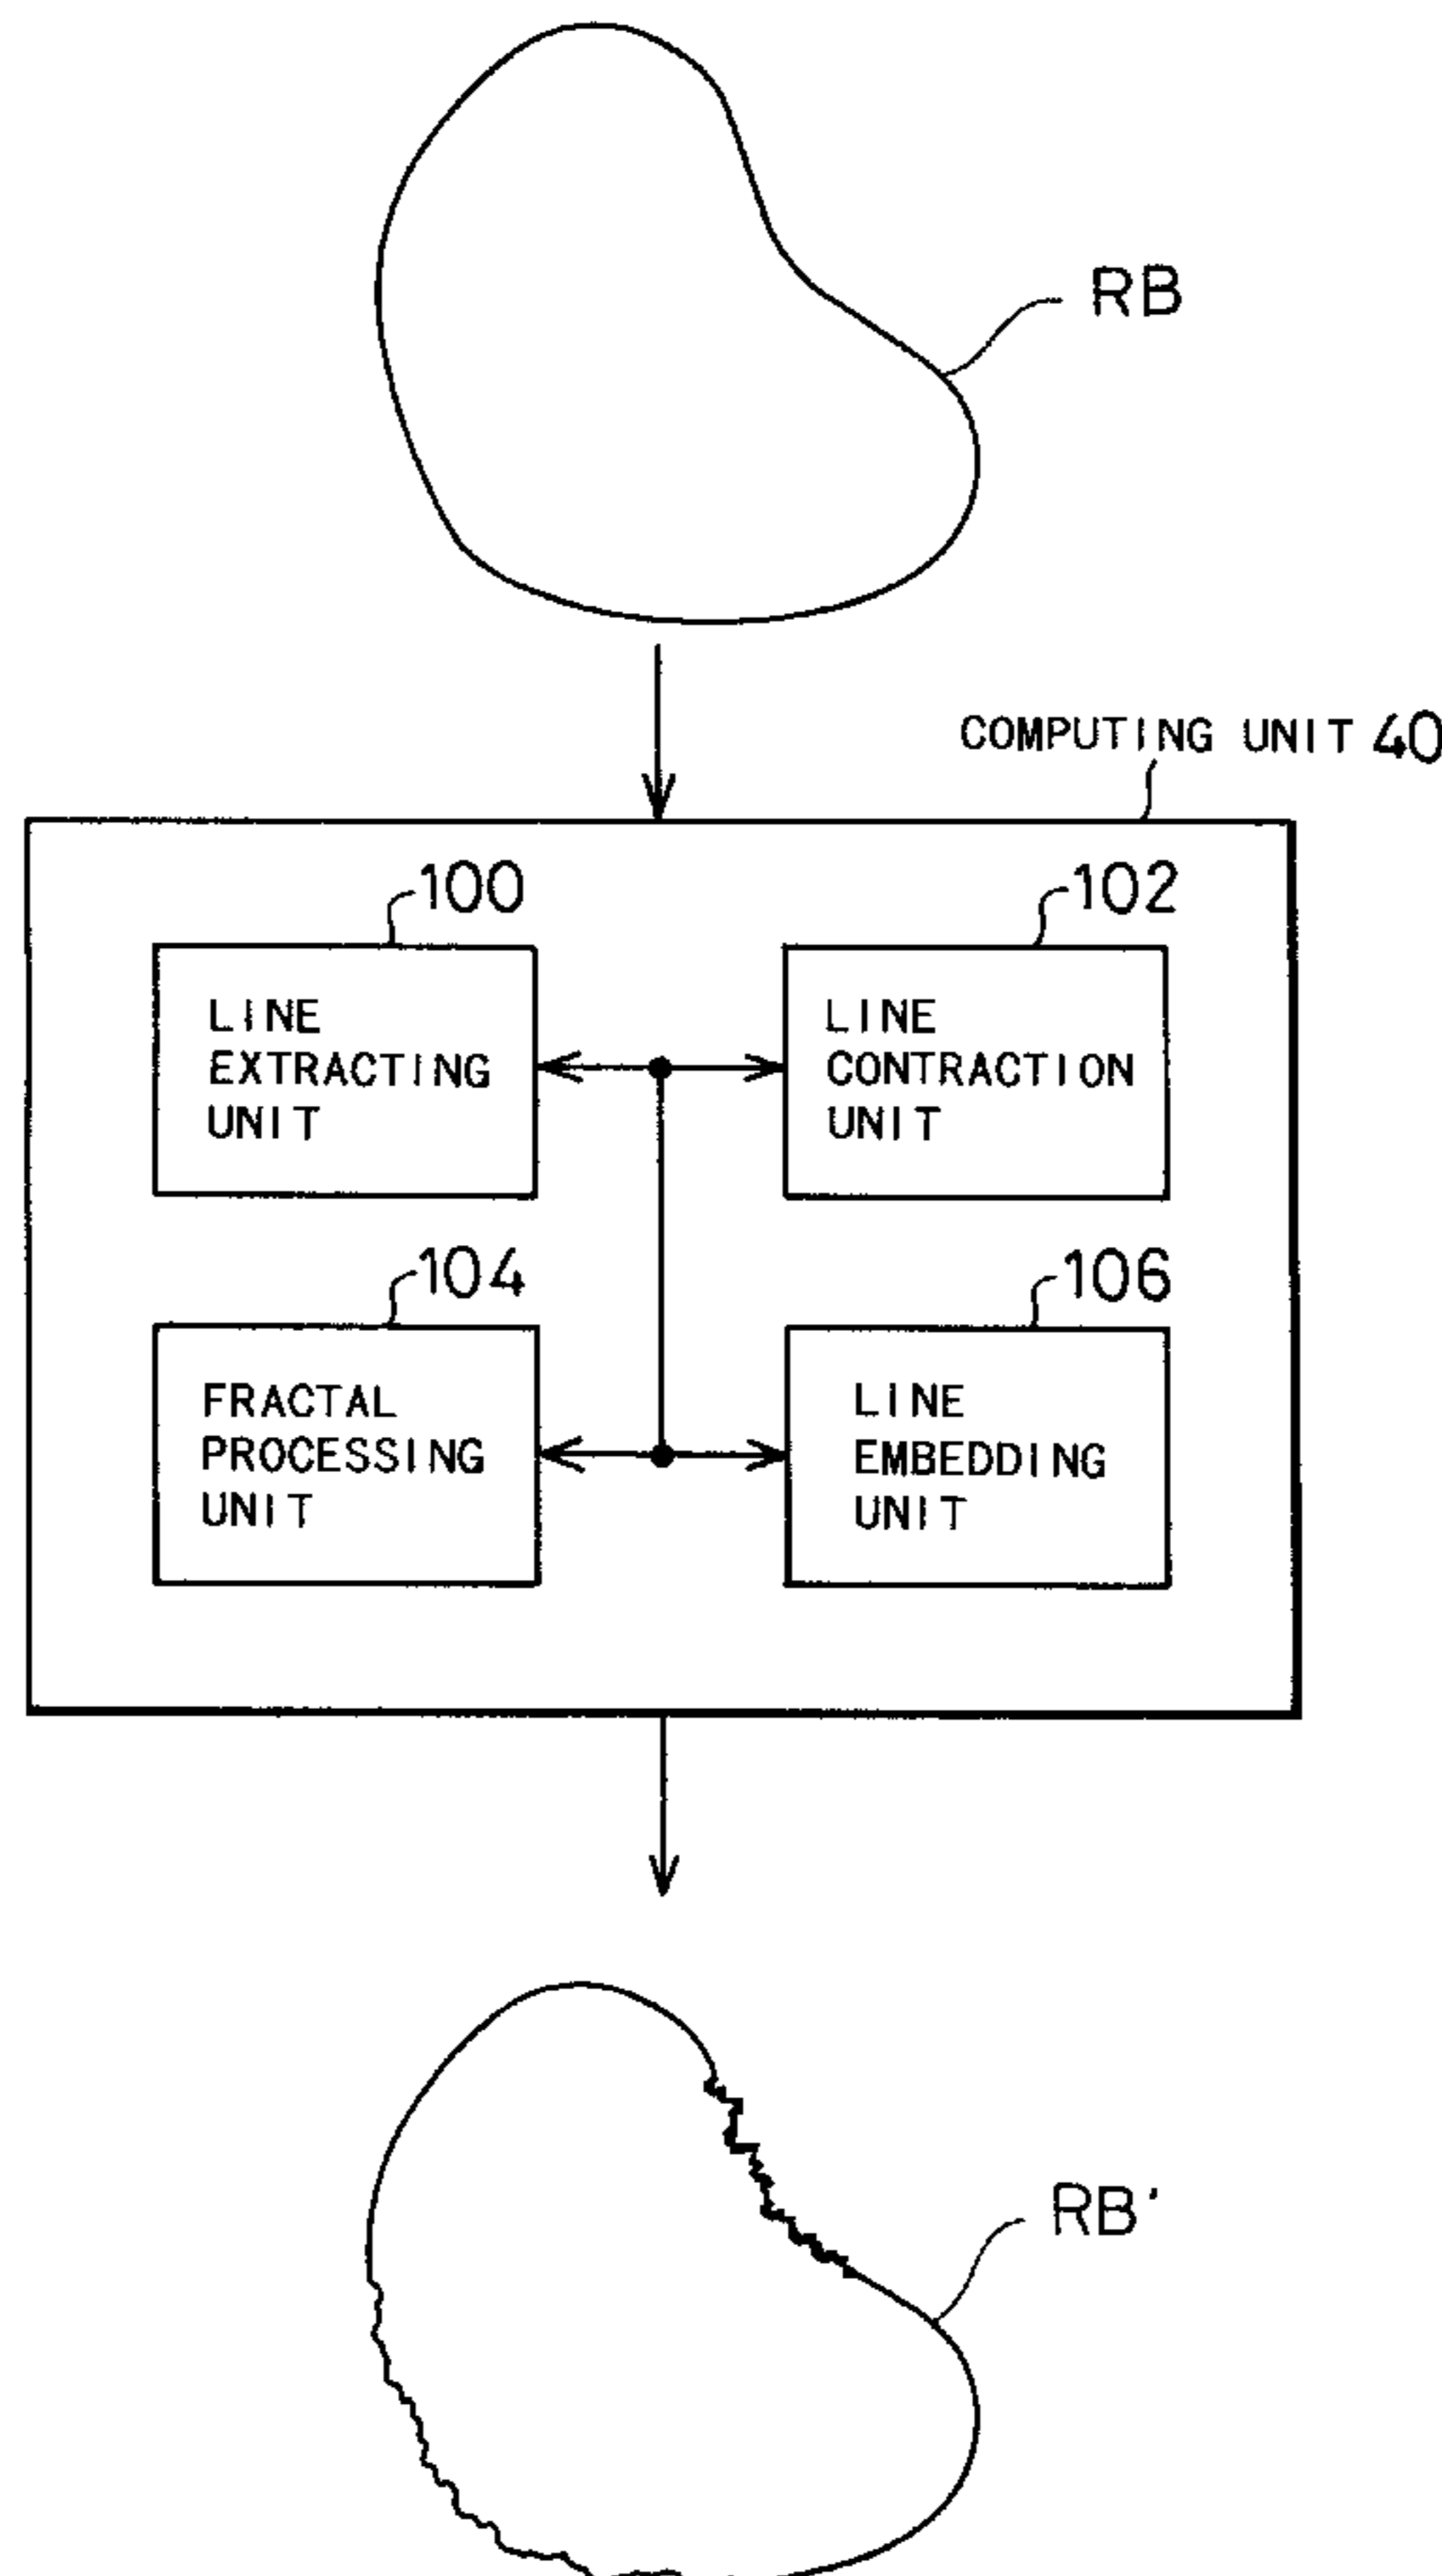 RB
COMPUTING UNIT 40
100
102
LINE
EXTRACTING
UNIT
LINE
CONTRACTION
UNIT
104
106
FRACTAL
PROCESSING
UNIT
LINE
EMBEDDING
UNIT
RB'